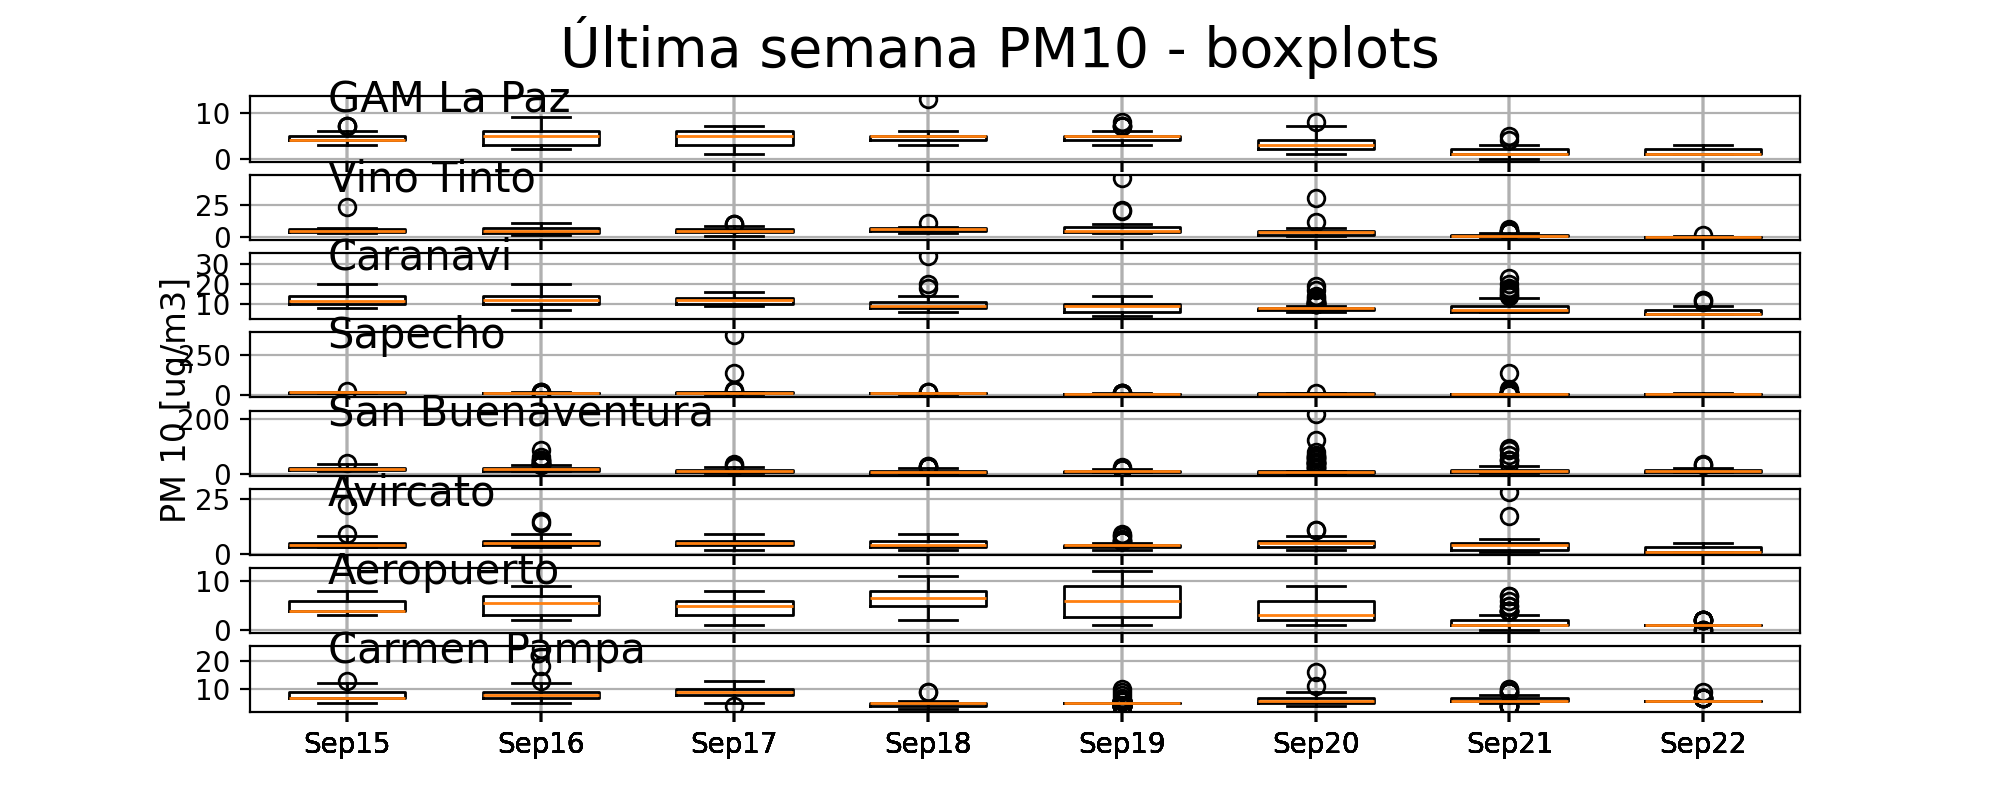 Última semana PM10 - boxplots
GAM La Paz
10
0
Vino Tinto
25
0
Caranavi
30
20
10
Sapecho
250
0
San Buenaventura
200
0
Avircato
25
0
Aeropuerto
10
0
Carmen Pampa
20
10
PM 10 [ug/m3]
Sep15 Sep16 Sep17 Sep18 Sep19 Sep20 Sep21 Sep22